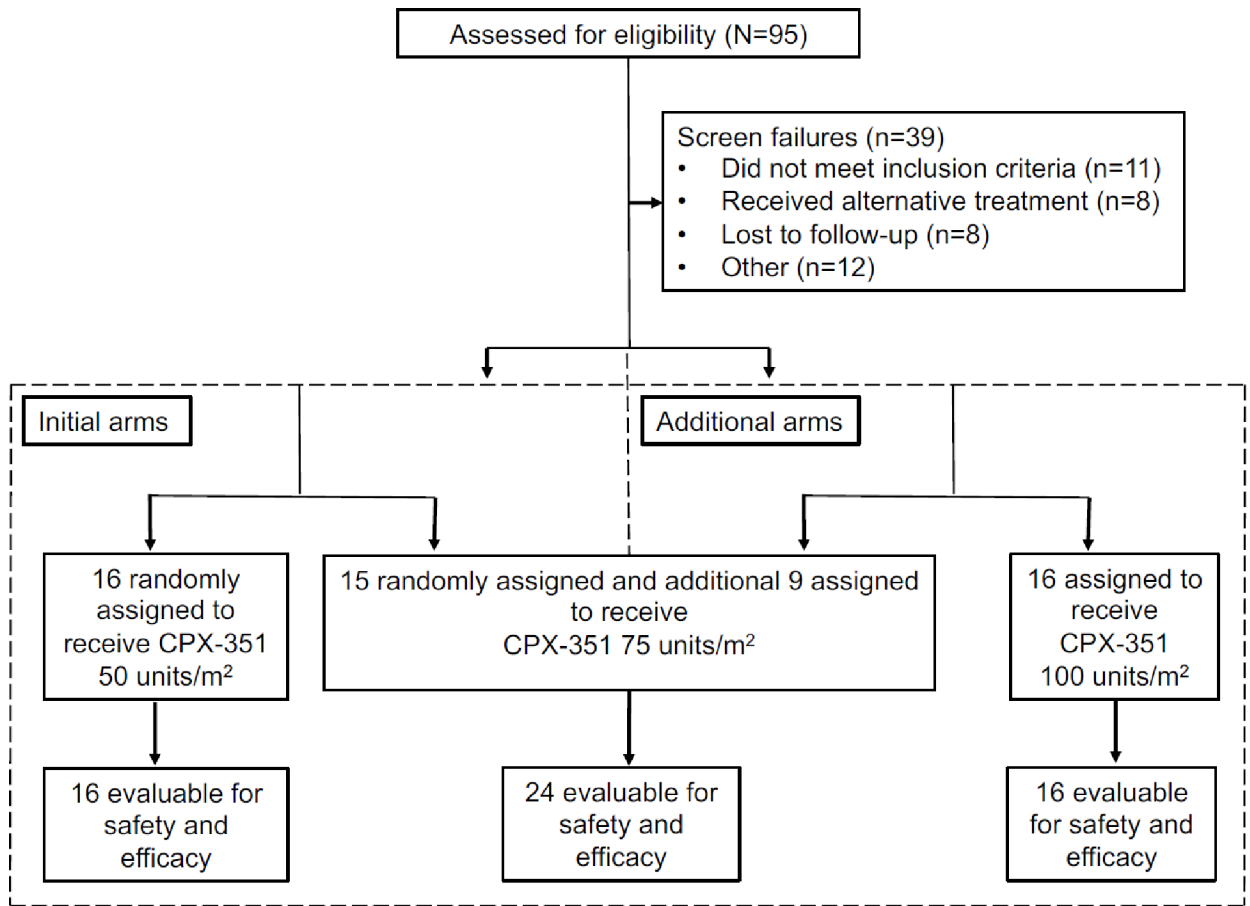 Assessed for eligibility (N=95)
Screen failures (n=39)
• Did not meet inclusion criteria (n=11)
• Received alternative treatment (n=8)
• Lost to follow-up (n=8)
• Other (n=12)
Initial arms
Additional arms
16 randomly
assigned to
receive CPX-351
50 units/m²
15 randomly assigned and additional 9 assigned
to receive
CPX-351 75 units/m²
16 assigned to
receive
CPX-351
100 units/m²
16 evaluable for
safety and
efficacy
24 evaluable for
safety and
efficacy
16 evaluable
for safety and
efficacy